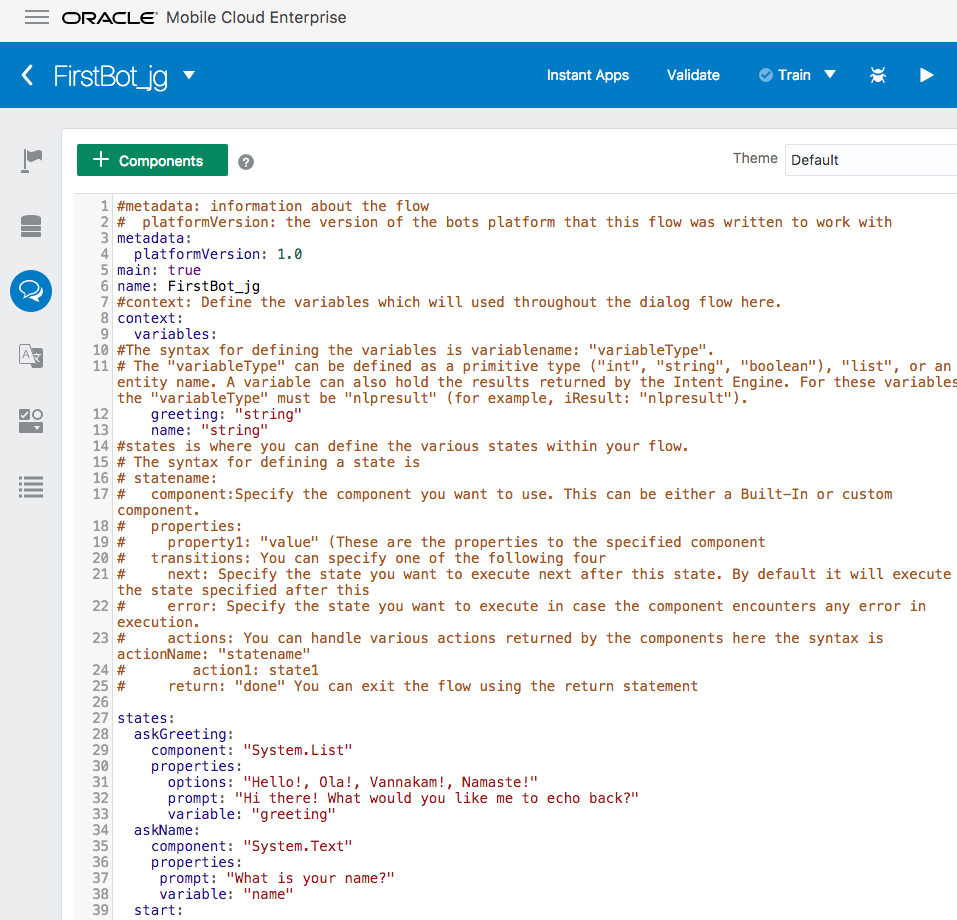 ORACLE® Mobile Cloud Enterprise
FirstBot_jg Instant Apps Validate Train
+ Components ? Theme Default
1 #metadata: information about the flow
2 #  platformVersion: the version of the bots platform that this flow was written to work with
3 metadata:
4   platformVersion: 1.0
5 main: true
6 name: FirstBot_jg
7 #context: Define the variables which will used throughout the dialog flow here.
8 context:
9   variables:
10 #The syntax for defining the variables is variablename: "variableType".
11 # The "variableType" can be defined as a primitive type ("int", "string", "boolean"), "list", or an
entity name. A variable can also hold the results returned by the Intent Engine. For these variables
the "variableType" must be "nlpresult" (for example, iResult: "nlpresult").
12     greeting: "string"
13     name: "string"
14 #states is where you can define the various states within your flow.
15 # The syntax for defining a state is
16 # statename:
17 #   component:Specify the component you want to use. This can be either a Built-In or custom
component.
18 #   properties:
19 #     property1: "value" (These are the properties to the specified component
20 #   transitions: You can specify one of the following four
21 #     next: Specify the state you want to execute next after this state. By default it will execute
the state specified after this
22 #     error: Specify the state you want to execute in case the component encounters any error in
execution.
23 #     actions: You can handle various actions returned by the components here the syntax is
actionName: "statename"
24 #        action1: state1
25 #     return: "done" You can exit the flow using the return statement
26
27 states:
28   askGreeting:
29     component: "System.List"
30     properties:
31       options: "Hello!, Ola!, Vannakam!, Namaste!"
32       prompt: "Hi there! What would you like me to echo back?"
33       variable: "greeting"
34   askName:
35     component: "System.Text"
36     properties:
37      prompt: "What is your name?"
38      variable: "name"
39   start: